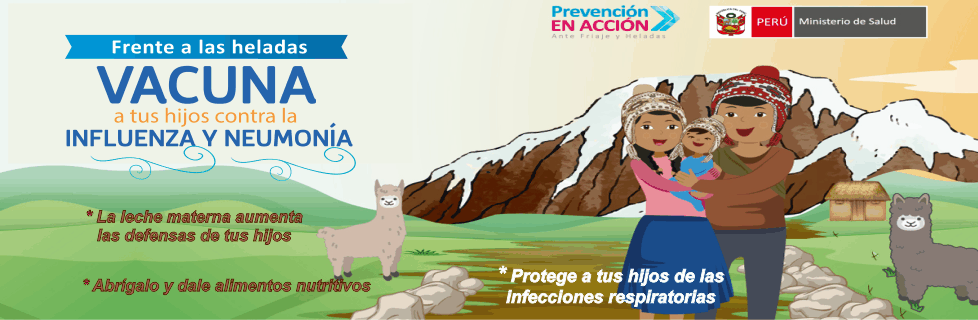 Prevención
EN ACCIÓN
Ante Friaje y Heladas
PERÚ Ministerio de Salud
Frente a las heladas
VACUNA
a tus hijos contra la
INFLUENZA Y NEUMONÍA
* La leche materna aumenta
las defensas de tus hijos
* Abrígalo y dale alimentos nutritivos
* Protege a tus hijos de las
infecciones respiratorias